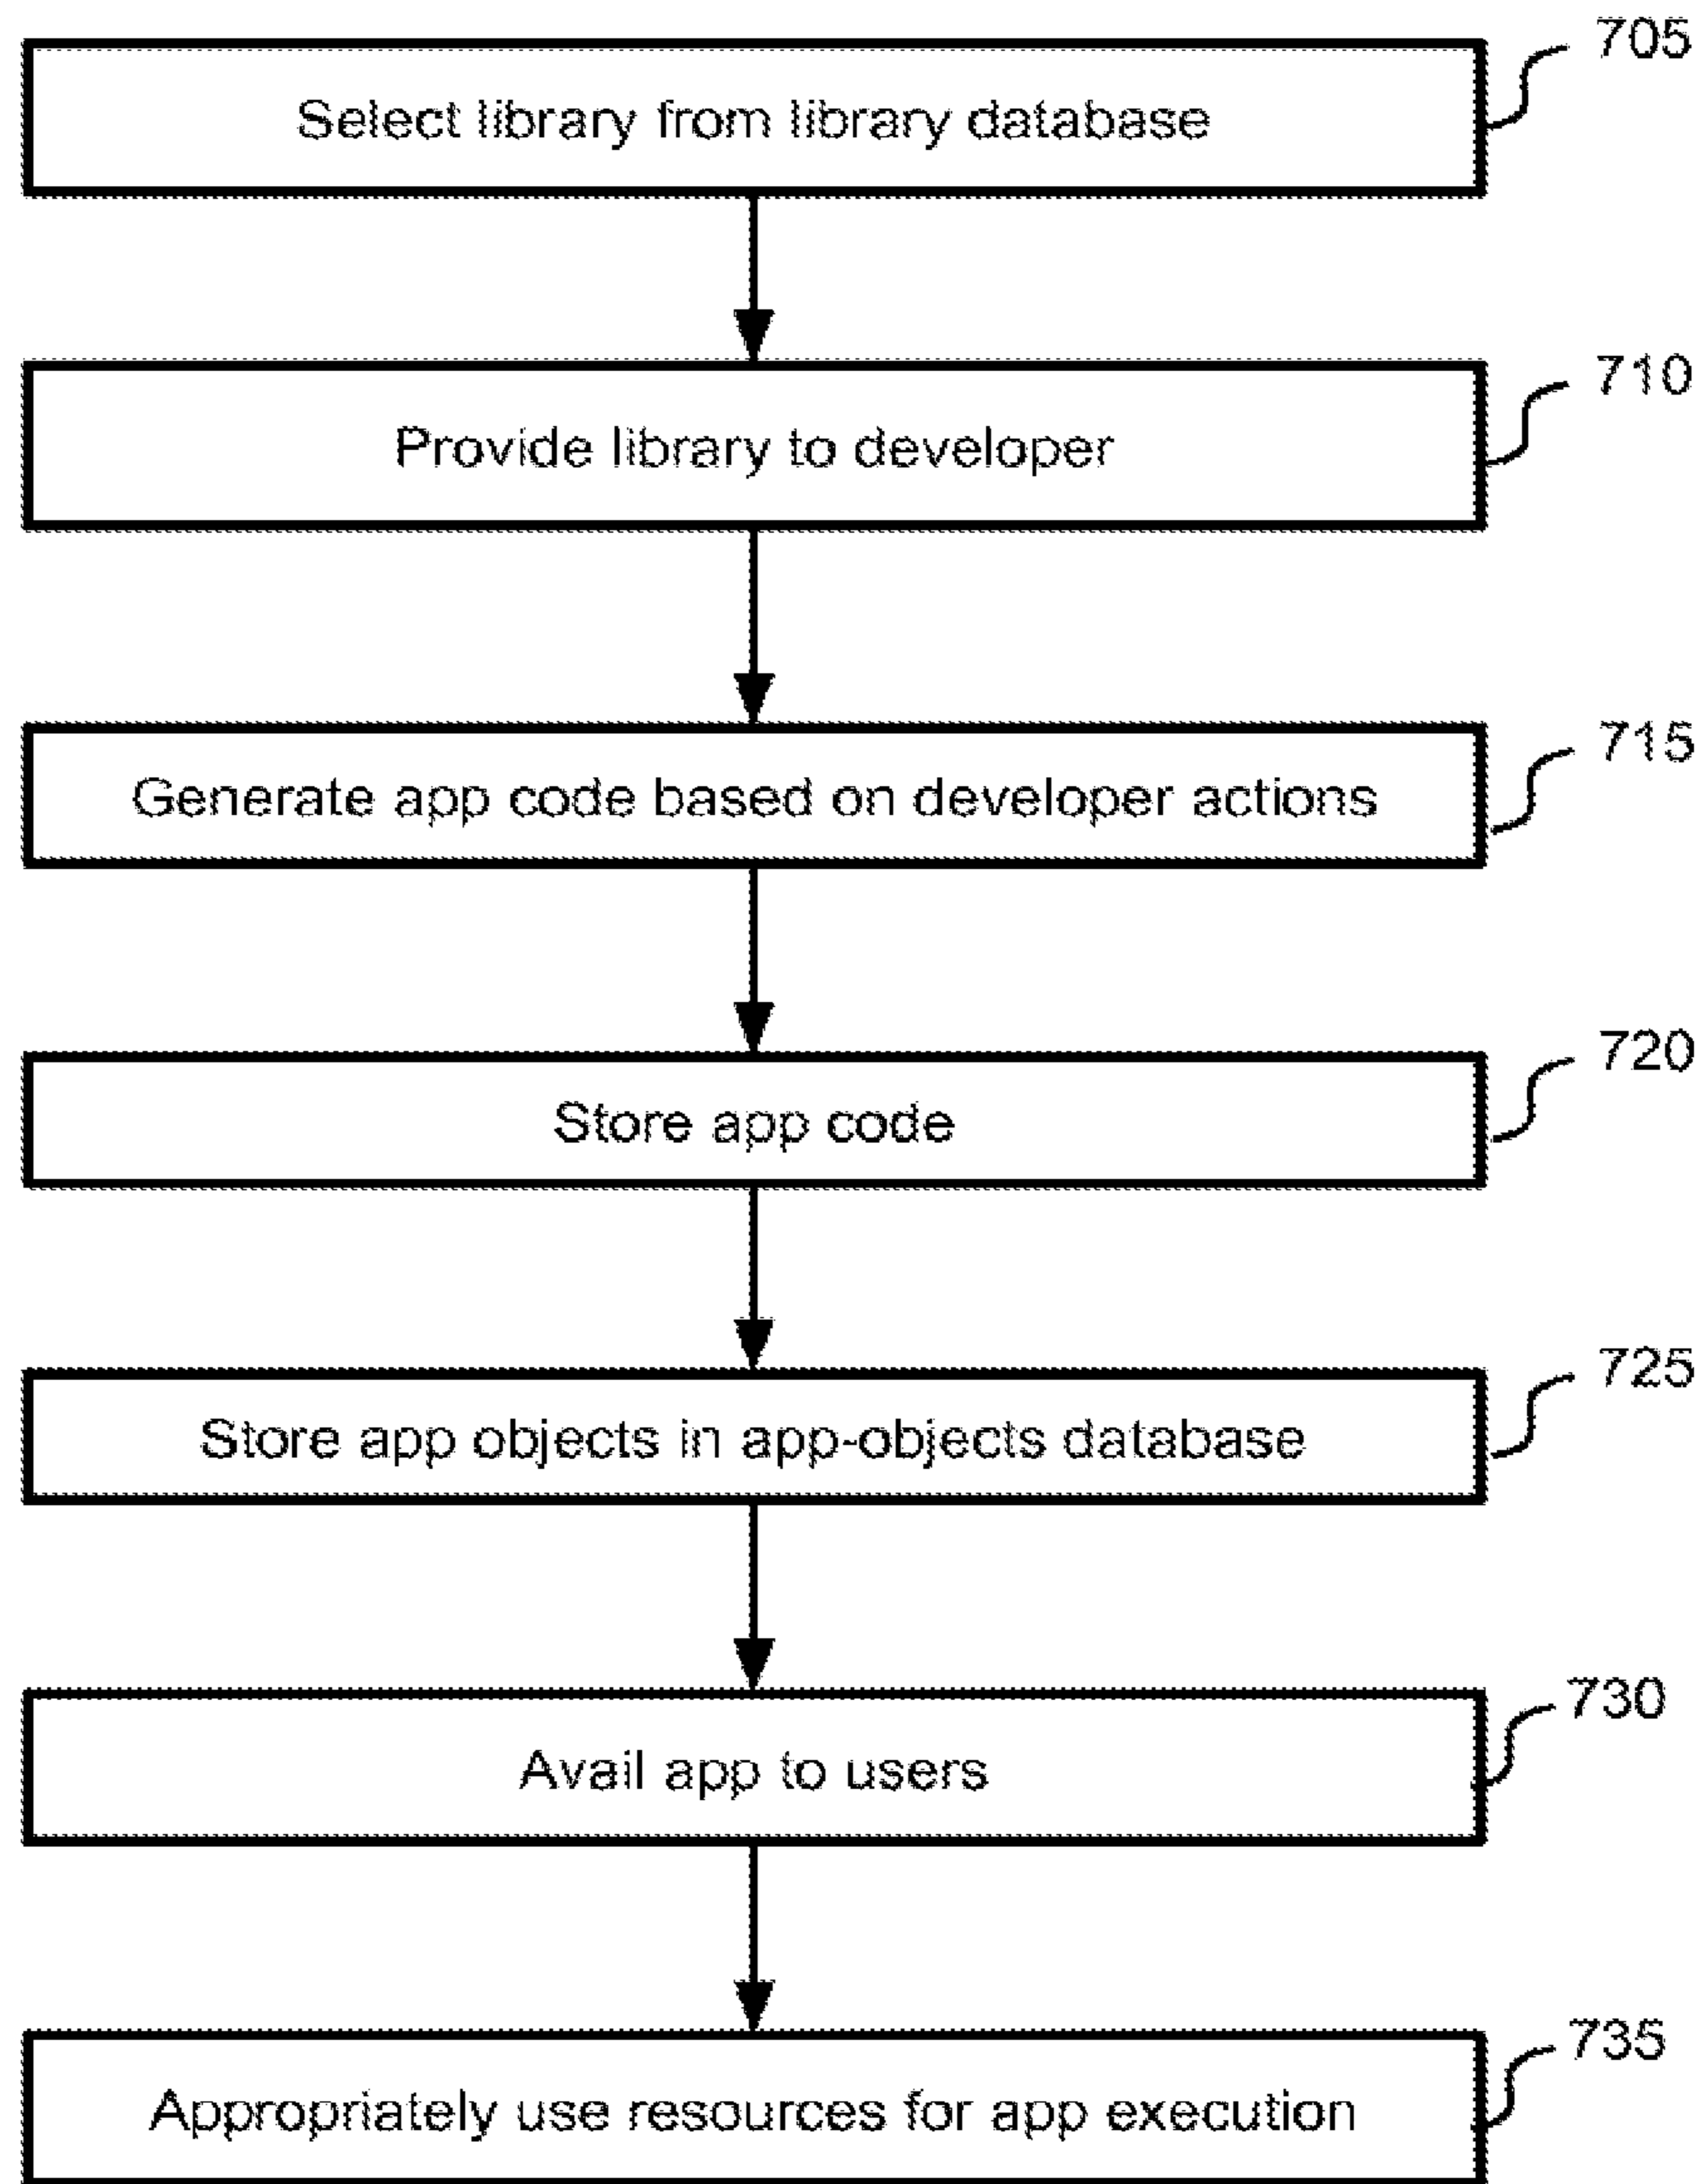 705
Select library from library database
710
Provide library to developer
715
Generate app code based on developer actions
720
Store app code
725
Store app objects in app-objects database
730
Avail app to users
735
Appropriately use resources for app execution